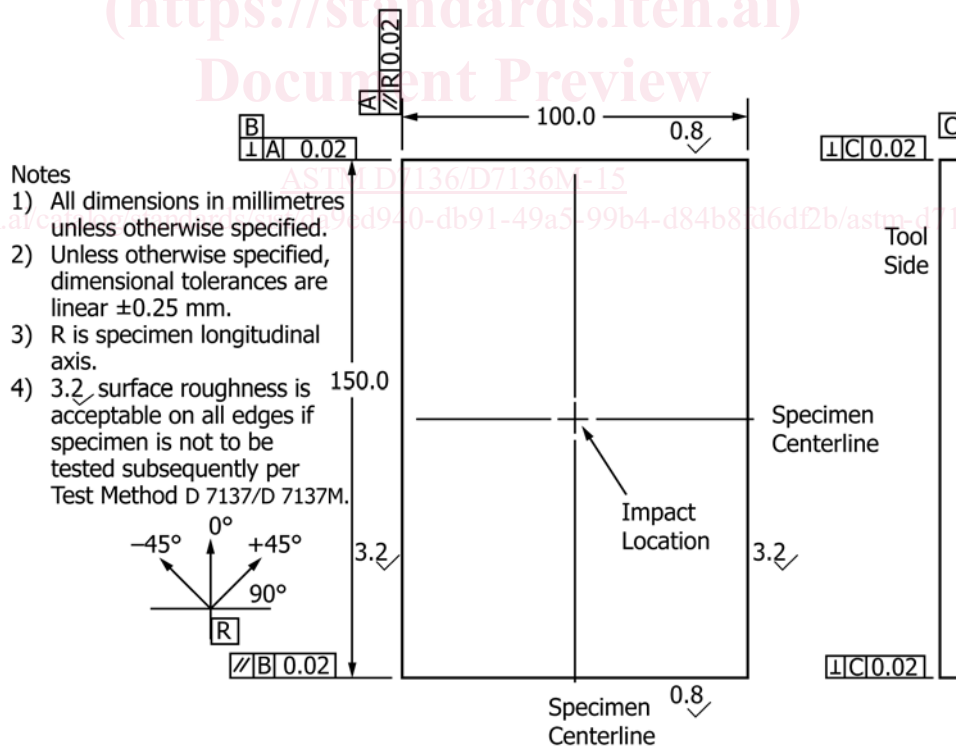 (https://standards.iteh.ai)
Document Preview
A
// R 0.02
100.0
0.8
B
⊥ A 0.02
⊥ C 0.02
C
ASTM D7136/D7136M-15
Notes
1) All dimensions in millimetres
unless otherwise specified.
2) Unless otherwise specified,
dimensional tolerances are
linear ±0.25 mm.
3) R is specimen longitudinal
axis.
4) 3.2 surface roughness is
acceptable on all edges if
specimen is not to be
tested subsequently per
Test Method D 7137/D 7137M.
Tool
Side
150.0
Specimen
Centerline
Impact
Location
–45°
0°
+45°
90°
R
3.2
3.2
// B 0.02
⊥ C 0.02
0.8
Specimen
Centerline